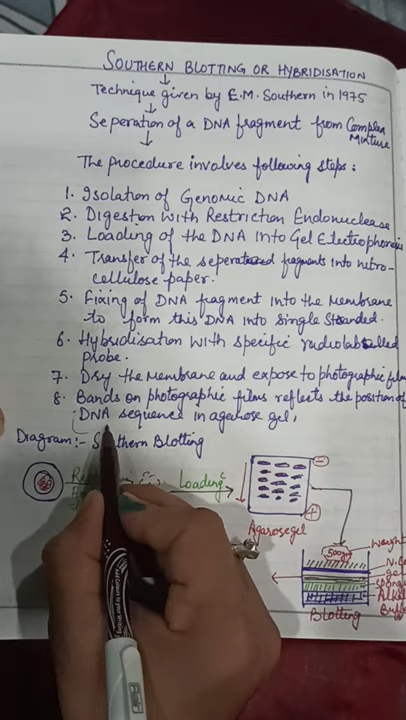 SOUTHERN BLOTTING OR HYBRIDISATION
Technique given by E.M. Southern in 1975
Seperation of a DNA fragment from Complex
Mixture
The procedure involves following steps:
1. Isolation of Genomic DNA
2. Digestion with Restriction Endonuclease
3. Loading of the DNA into Gel Electrophoresis
4. Transfer of the seperated fragments into nitro-
cellulose paper.
5. Fixing of DNA fragment into the Membrane
to form this DNA into Single Stranded.
6. Hybridisation with specific radiolabelled
probe.
7. Dry the Membrane and expose to photographic film
8. Bands on photographic films reflects the position of
DNA sequence in agarose gel,
Diagram:- Southern Blotting
Loading
−
+
Agarose gel
500gm
Weight
gel
sponge
Blotting